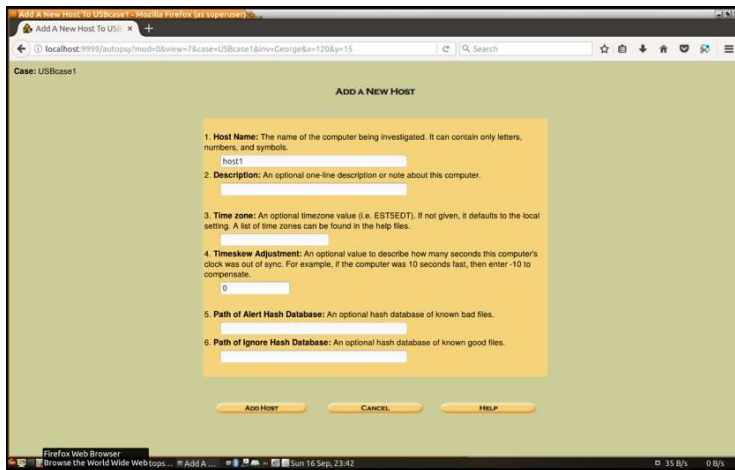 Add A New Host To USBcase1 - Mozilla Firefox (as superuser)
Add A New Host To USB
localhost:9999/autopsy?mod=0&view=7&case=USBcase1&inv=George&x=120&y=15
Search
Case: USBcase1
ADD A NEW HOST
1. Host Name: The name of the computer being investigated. It can contain only letters,
numbers, and symbols.
host1
2. Description: An optional one-line description or note about this computer.
3. Time zone: An optional timezone value (i.e. EST5EDT). If not given, it defaults to the local
setting. A list of time zones can be found in the help files.
4. Timeskew Adjustment: An optional value to describe how many seconds this computer's
clock was out of sync. For example, if the computer was 10 seconds fast, then enter -10 to
compensate.
0
5. Path of Alert Hash Database: An optional hash database of known bad files.
6. Path of Ignore Hash Database: An optional hash database of known good files.
ADD HOST
CANCEL
HELP
Firefox Web Browser
Browse the World Wide Web
tops...
Add A ...
Sun 16 Sep, 23:42
35 B/s
0 B/s